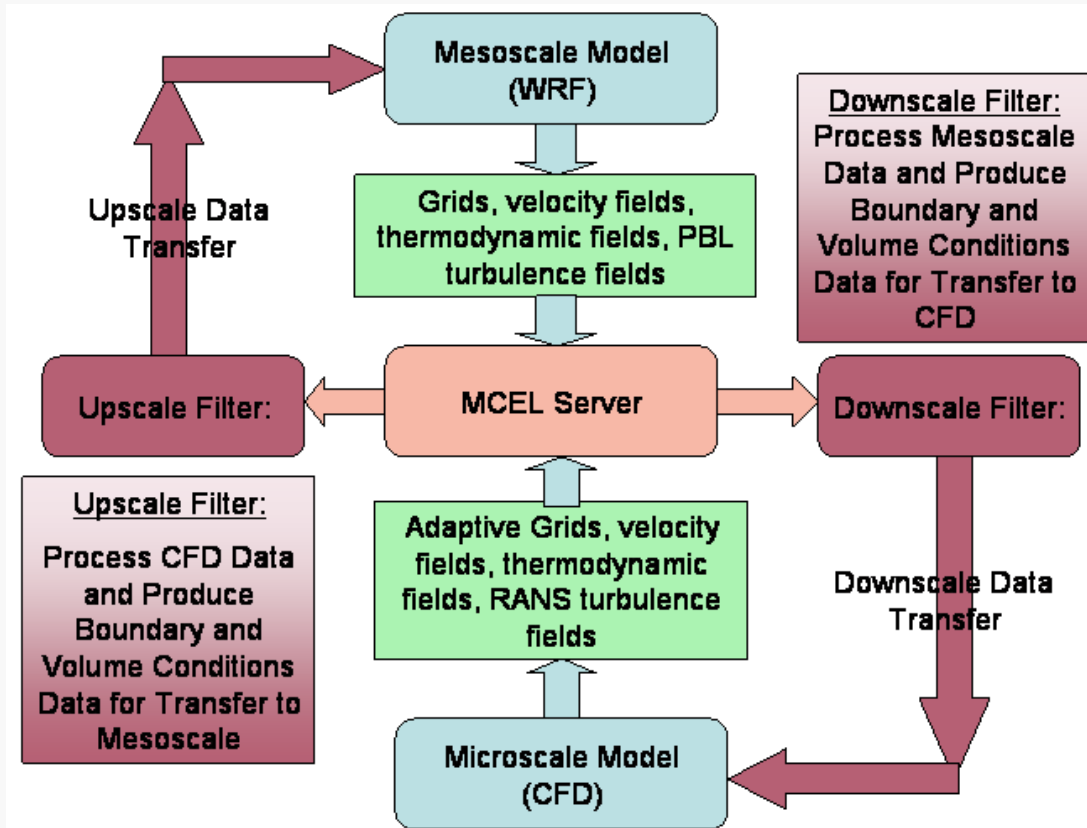 Mesoscale Model
(WRF)
Downscale Filter:
Process Mesoscale
Data and Produce
Boundary and
Volume Conditions
Data for Transfer to
CFD
Upscale Data
Transfer
Grids, velocity fields,
thermodynamic fields, PBL
turbulence fields
Upscale Filter:
MCEL Server
Downscale Filter:
Upscale Filter:
Process CFD Data
and Produce
Boundary and
Volume Conditions
Data for Transfer to
Mesoscale
Adaptive Grids, velocity
fields, thermodynamic
fields, RANS turbulence
fields
Downscale Data
Transfer
Microscale Model
(CFD)